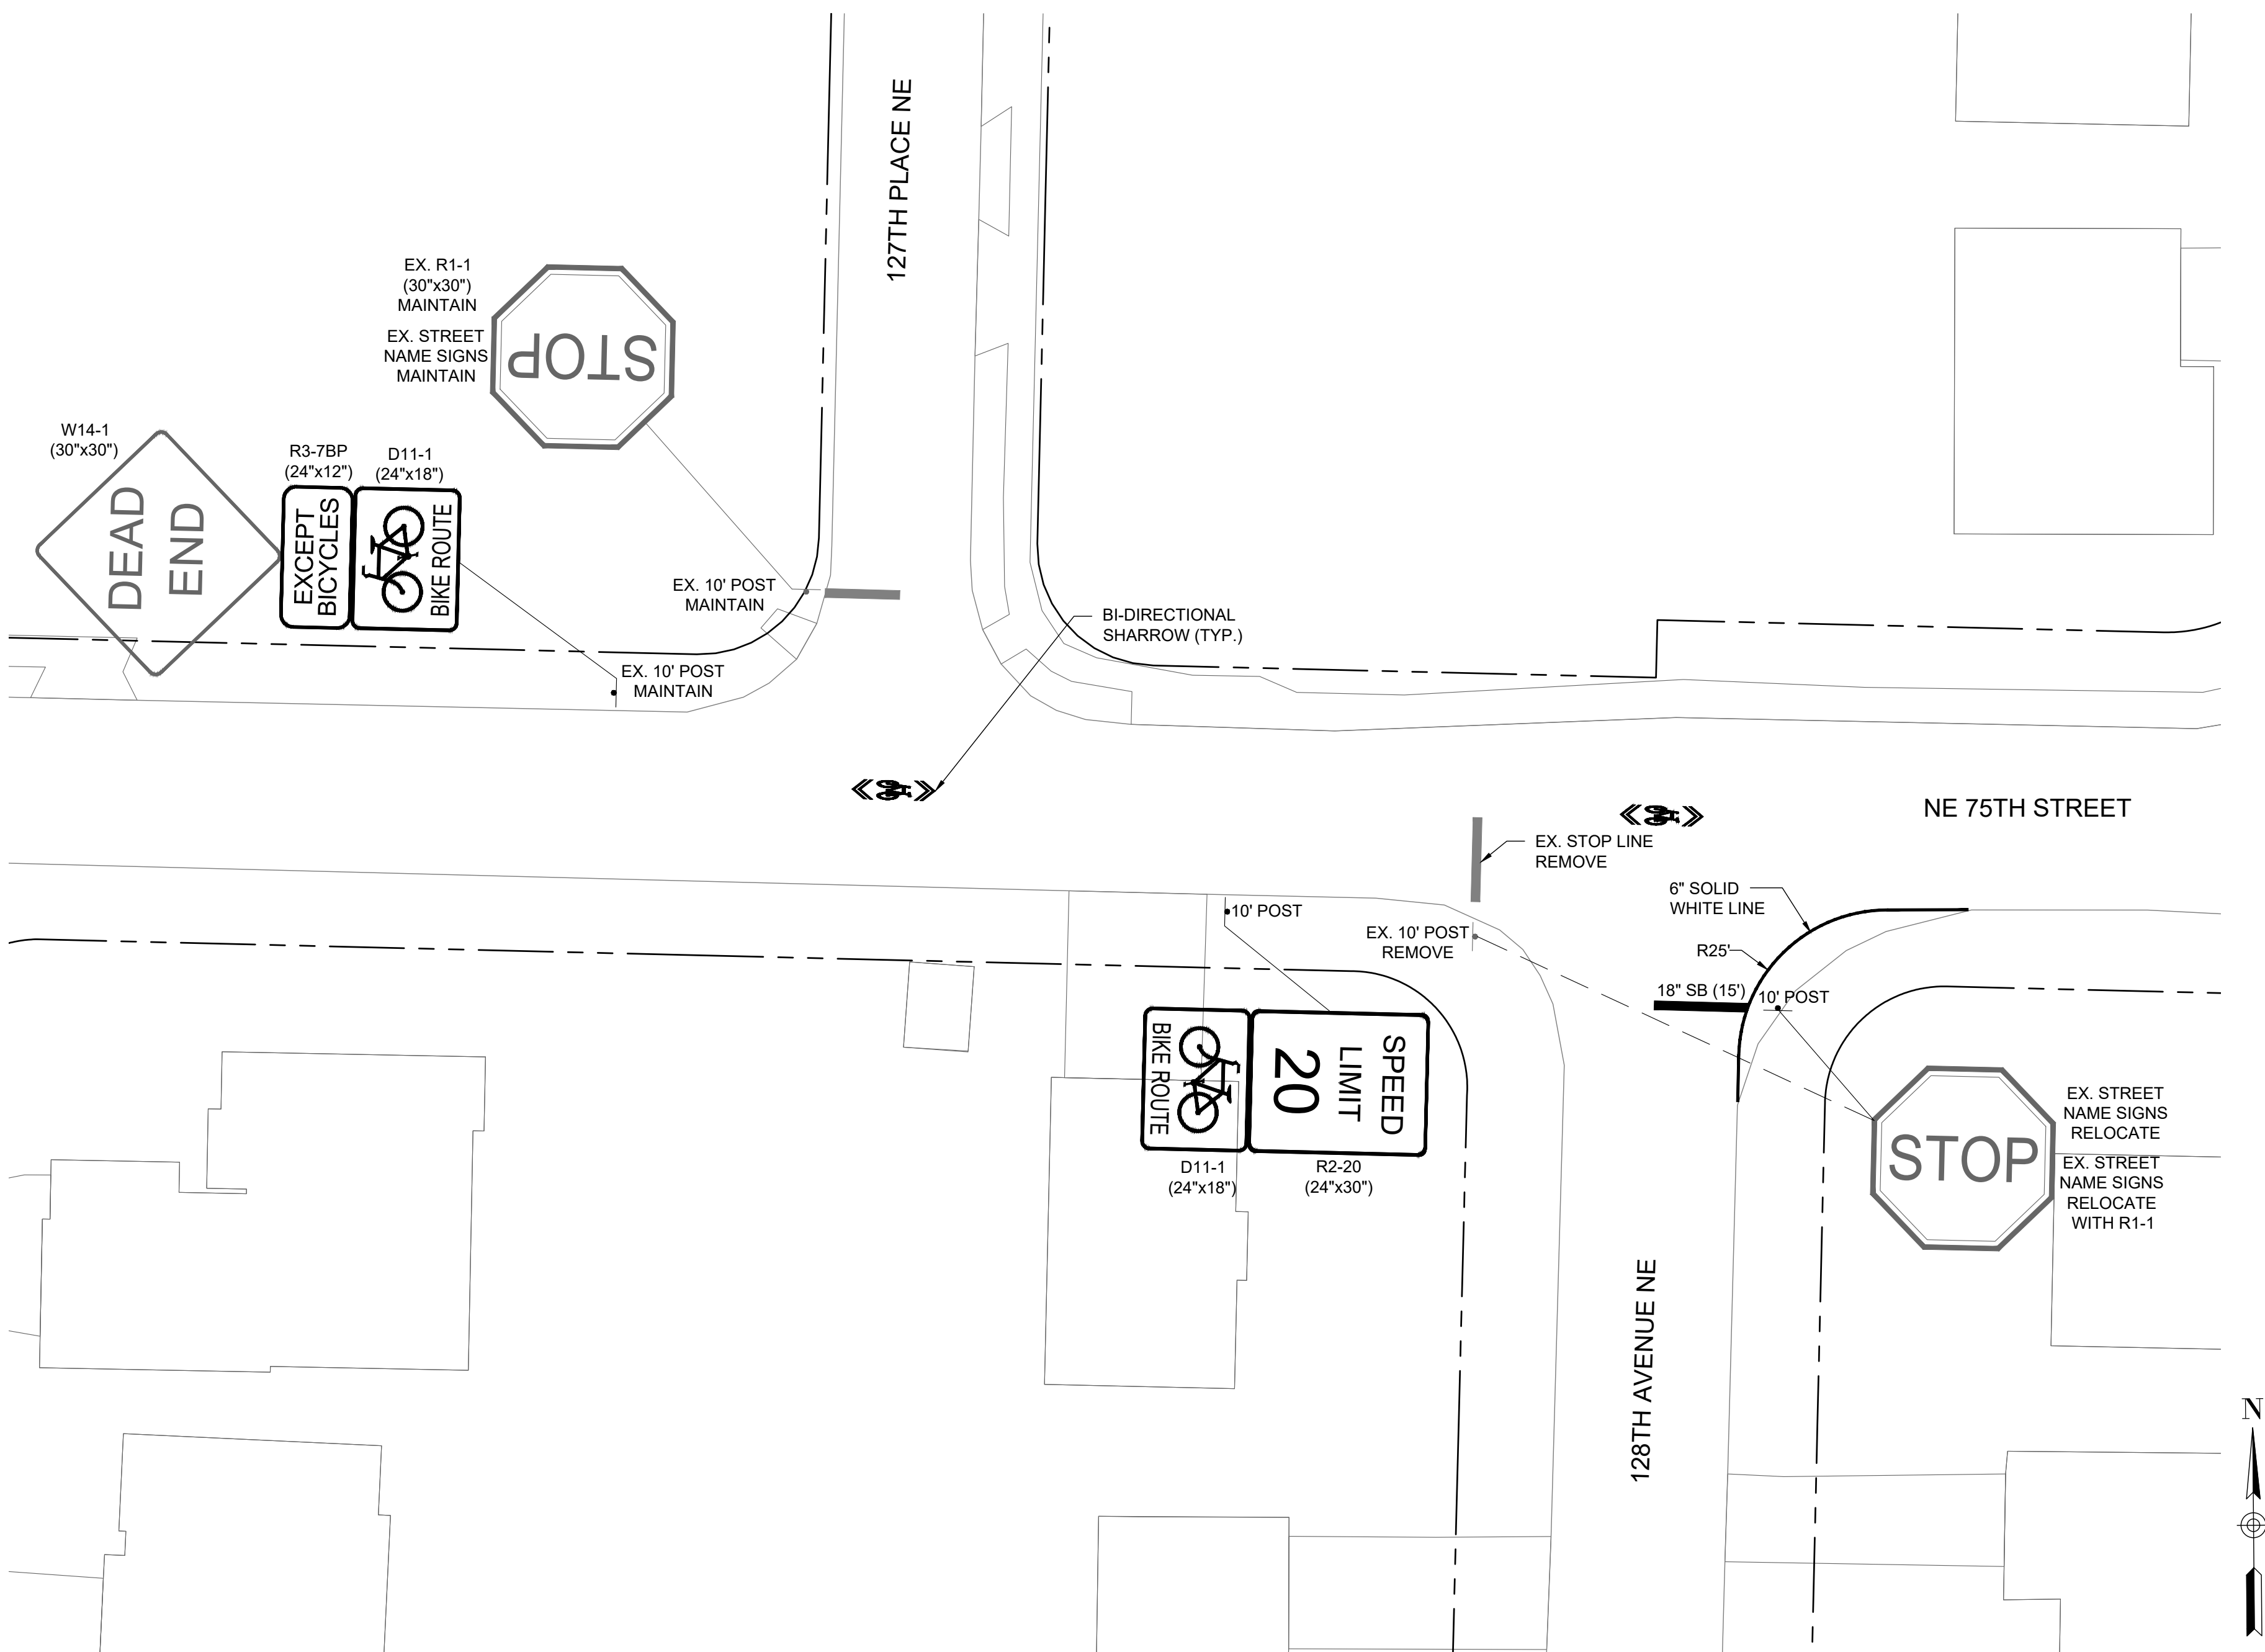 127TH PLACE NE
EX. R1-1
(30"x30")
MAINTAIN
EX. STREET
NAME SIGNS
MAINTAIN
STOP
W14-1
(30"x30")
DEAD
END
R3-7BP
(24"x12")
EXCEPT
BICYCLES
D11-1
(24"x18")
BIKE ROUTE
EX. 10' POST
MAINTAIN
EX. 10' POST
MAINTAIN
BI-DIRECTIONAL
SHARROW (TYP.)
NE 75TH STREET
EX. STOP LINE
REMOVE
6" SOLID
WHITE LINE
R25'
18" SB (15')
10' POST
10' POST
EX. 10' POST
REMOVE
BIKE ROUTE
SPEED
LIMIT
20
D11-1
(24"x18")
R2-20
(24"x30")
STOP
EX. STREET
NAME SIGNS
RELOCATE
EX. STREET
NAME SIGNS
RELOCATE
WITH R1-1
128TH AVENUE NE
N